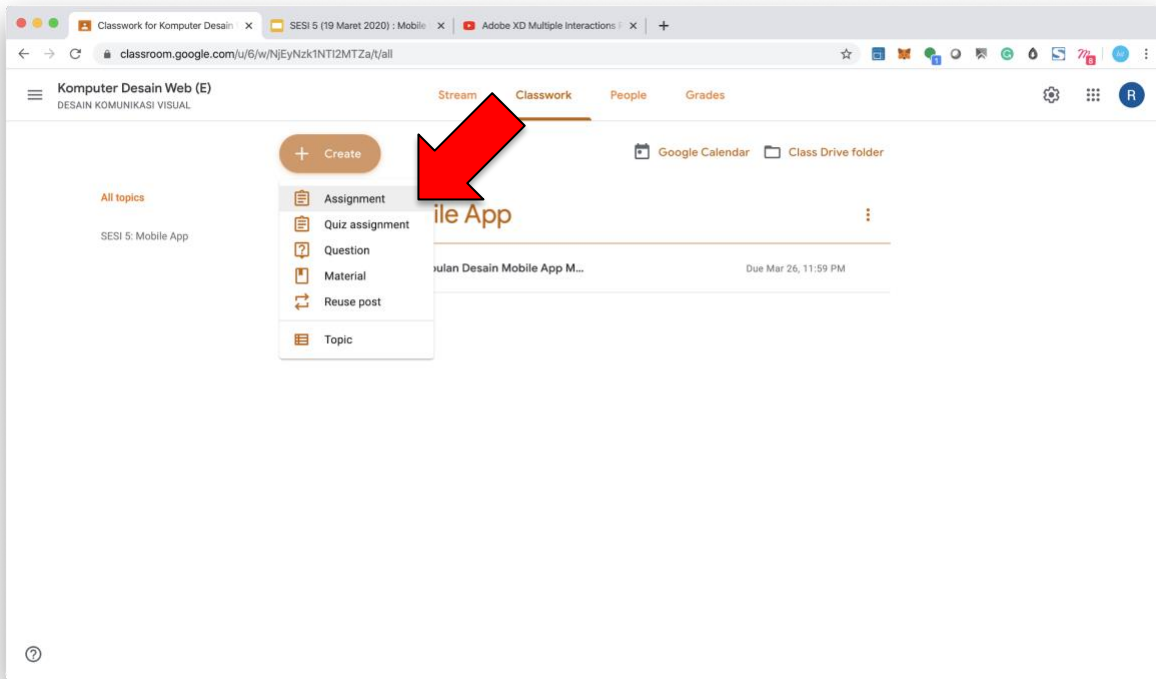 Classwork for Komputer Desain
SESI 5 (19 Maret 2020) : Mobile
Adobe XD Multiple Interactions
classroom.google.com/u/6/w/NjEyNzk1NTI2MTZa/t/all
1
8
Komputer Desain Web (E)
DESAIN KOMUNIKASI VISUAL
Stream
Classwork
People
Grades
R
+ Create
Google Calendar
Class Drive folder
All topics
SESI 5: Mobile App
Assignment
Quiz assignment
Question
Material
Reuse post
Topic
ile App
pulan Desain Mobile App M...
Due Mar 26, 11:59 PM